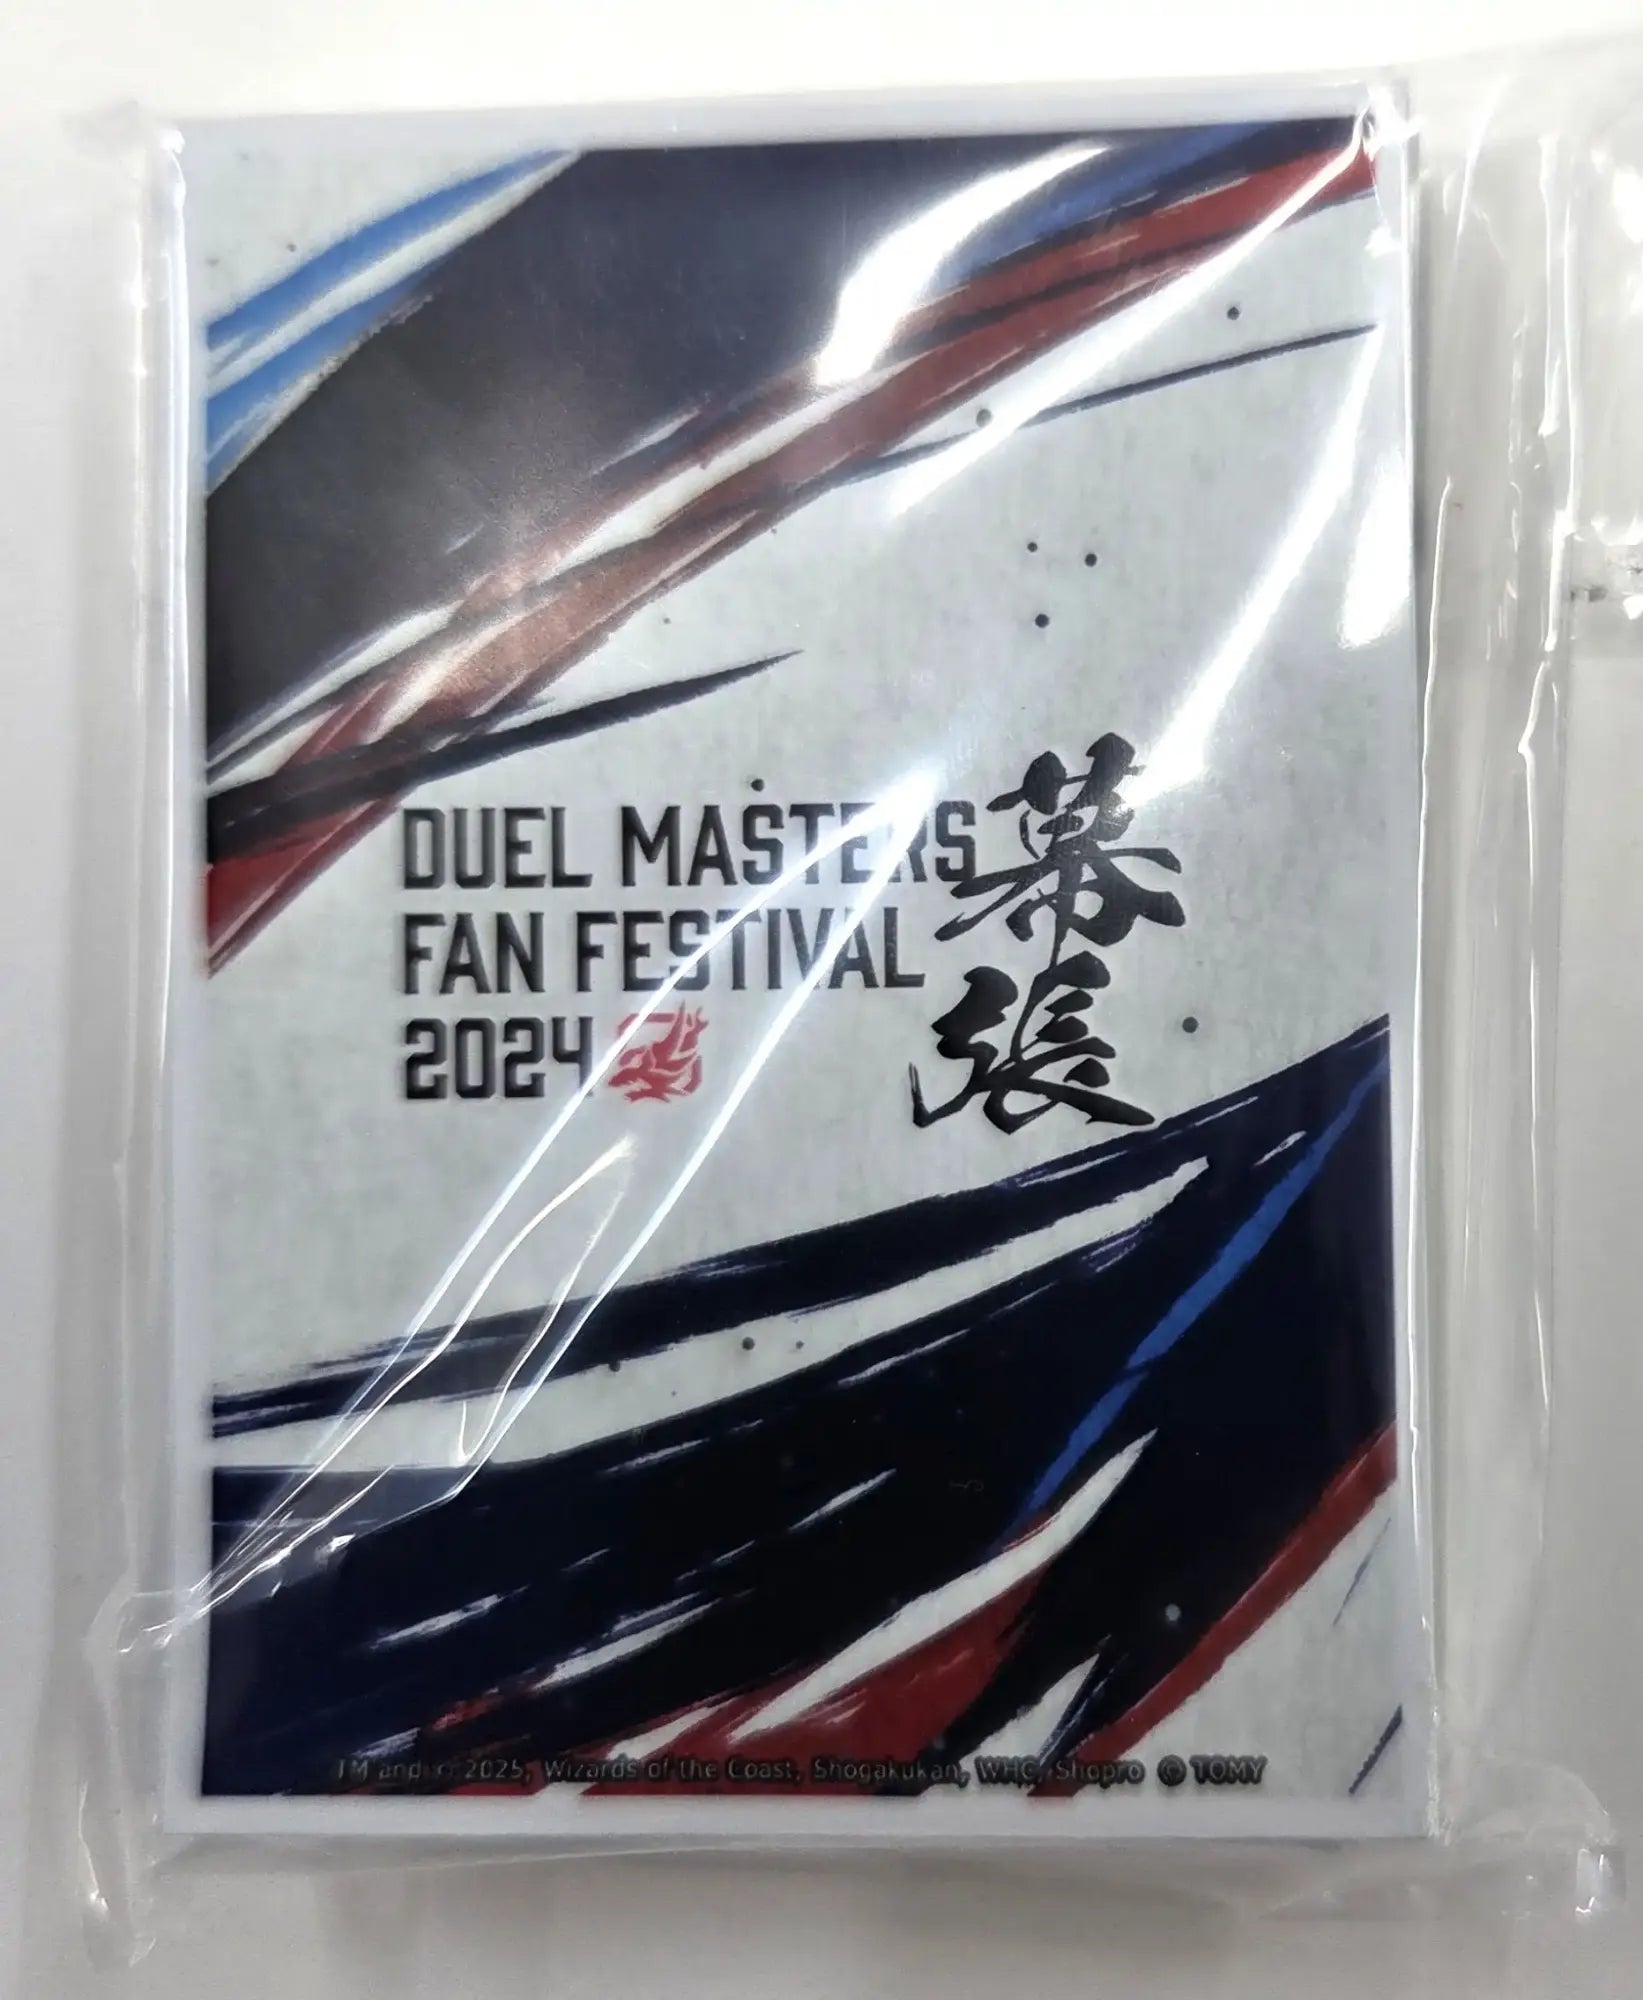 DUEL MASTERS
FAN FESTIVAL
2024
幕張
TM and © 2025, Wizards of the Coast, Shogakukan, WHC, Shopro © TOMY